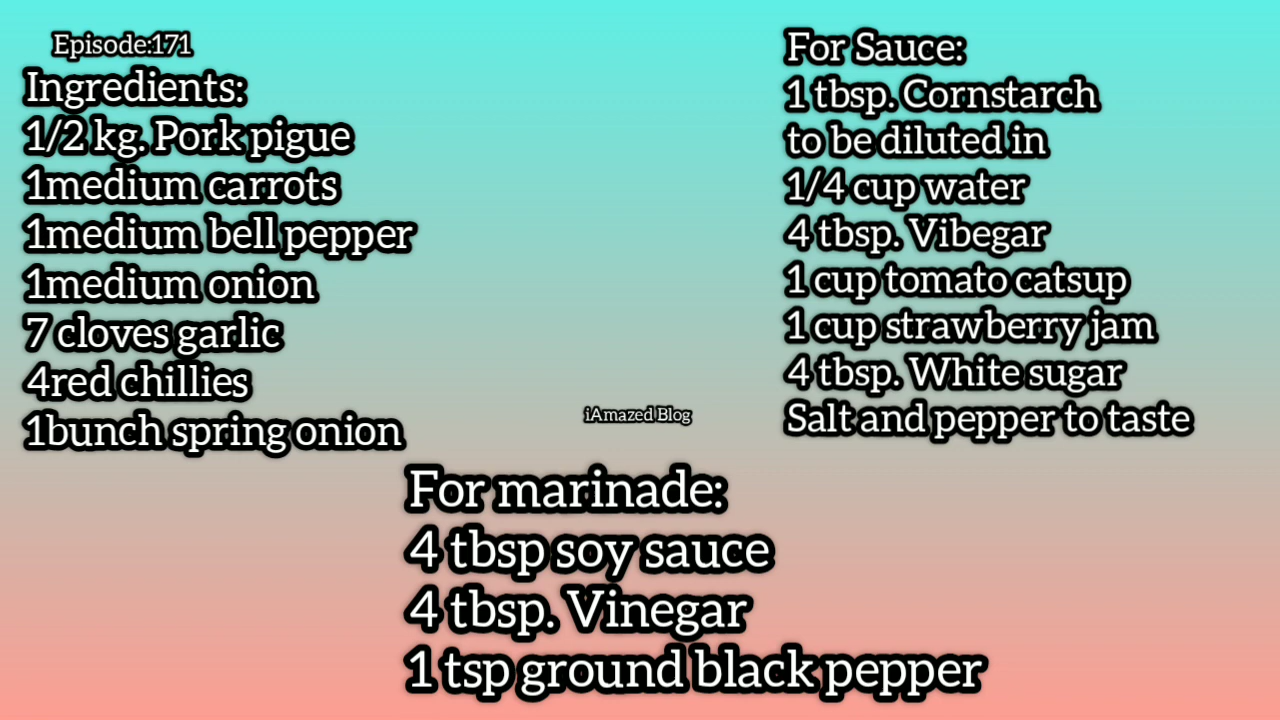 Episode:171
Ingredients:
1/2 kg. Pork pigue
1medium carrots
1medium bell pepper
1medium onion
7 cloves garlic
4red chillies
1bunch spring onion
For Sauce:
1 tbsp. Cornstarch
to be diluted in
1/4 cup water
4 tbsp. Vibegar
1 cup tomato catsup
1 cup strawberry jam
4 tbsp. White sugar
Salt and pepper to taste
iAmazed Blog
For marinade:
4 tbsp soy sauce
4 tbsp. Vinegar
1 tsp ground black pepper